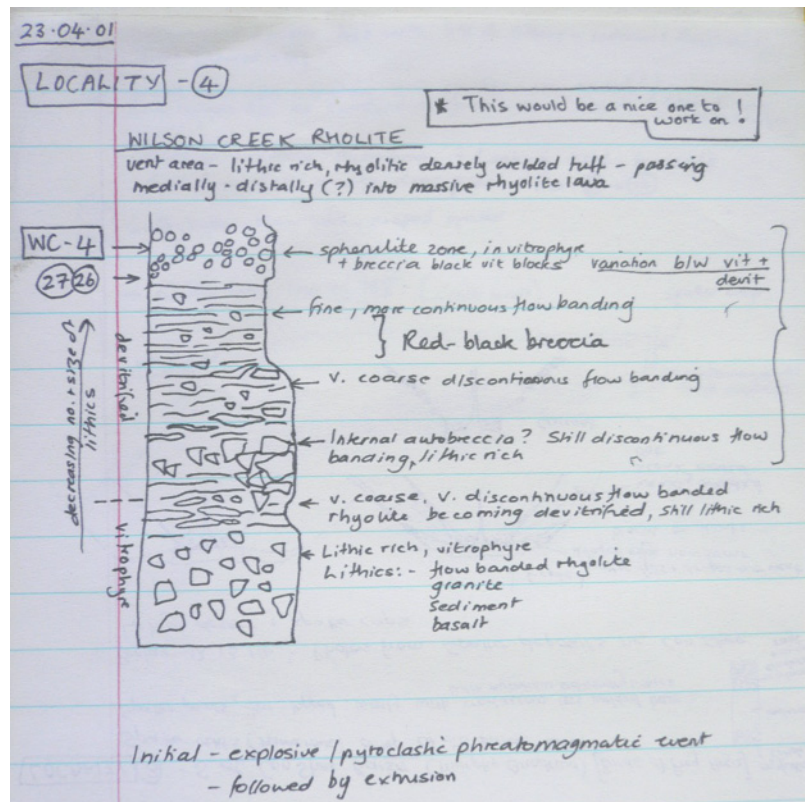 23.04.01
LOCALITY - 4
* This would be a nice one to
work on !
WILSON CREEK RHOLITE
vent area - lithic rich, rhyolitic densely welded tuff - passing
medially - distally (?) into massive rhyolite lava
WC-4
27 26
spherulite zone, in vitrophyre
+ breccia black vit blocks
variation b/w vit +
devit
fine, more continuous flow banding
Red-black breccia
v. coarse discontinous flow banding
Internal autobreccia? Still discontinuous flow
banding, lithic rich
v. coarse, v. discontinuous flow banded
rhyolite becoming devitrified, still lithic rich
Lithic rich, vitrophyre
Lithics: - flow banded rhyolite
granite
sediment
basalt
decreasing no. + size of
lithics
devitrified
vitrophyre
Initial - explosive / pyroclastic phreatomagmatic event
- followed by extrusion